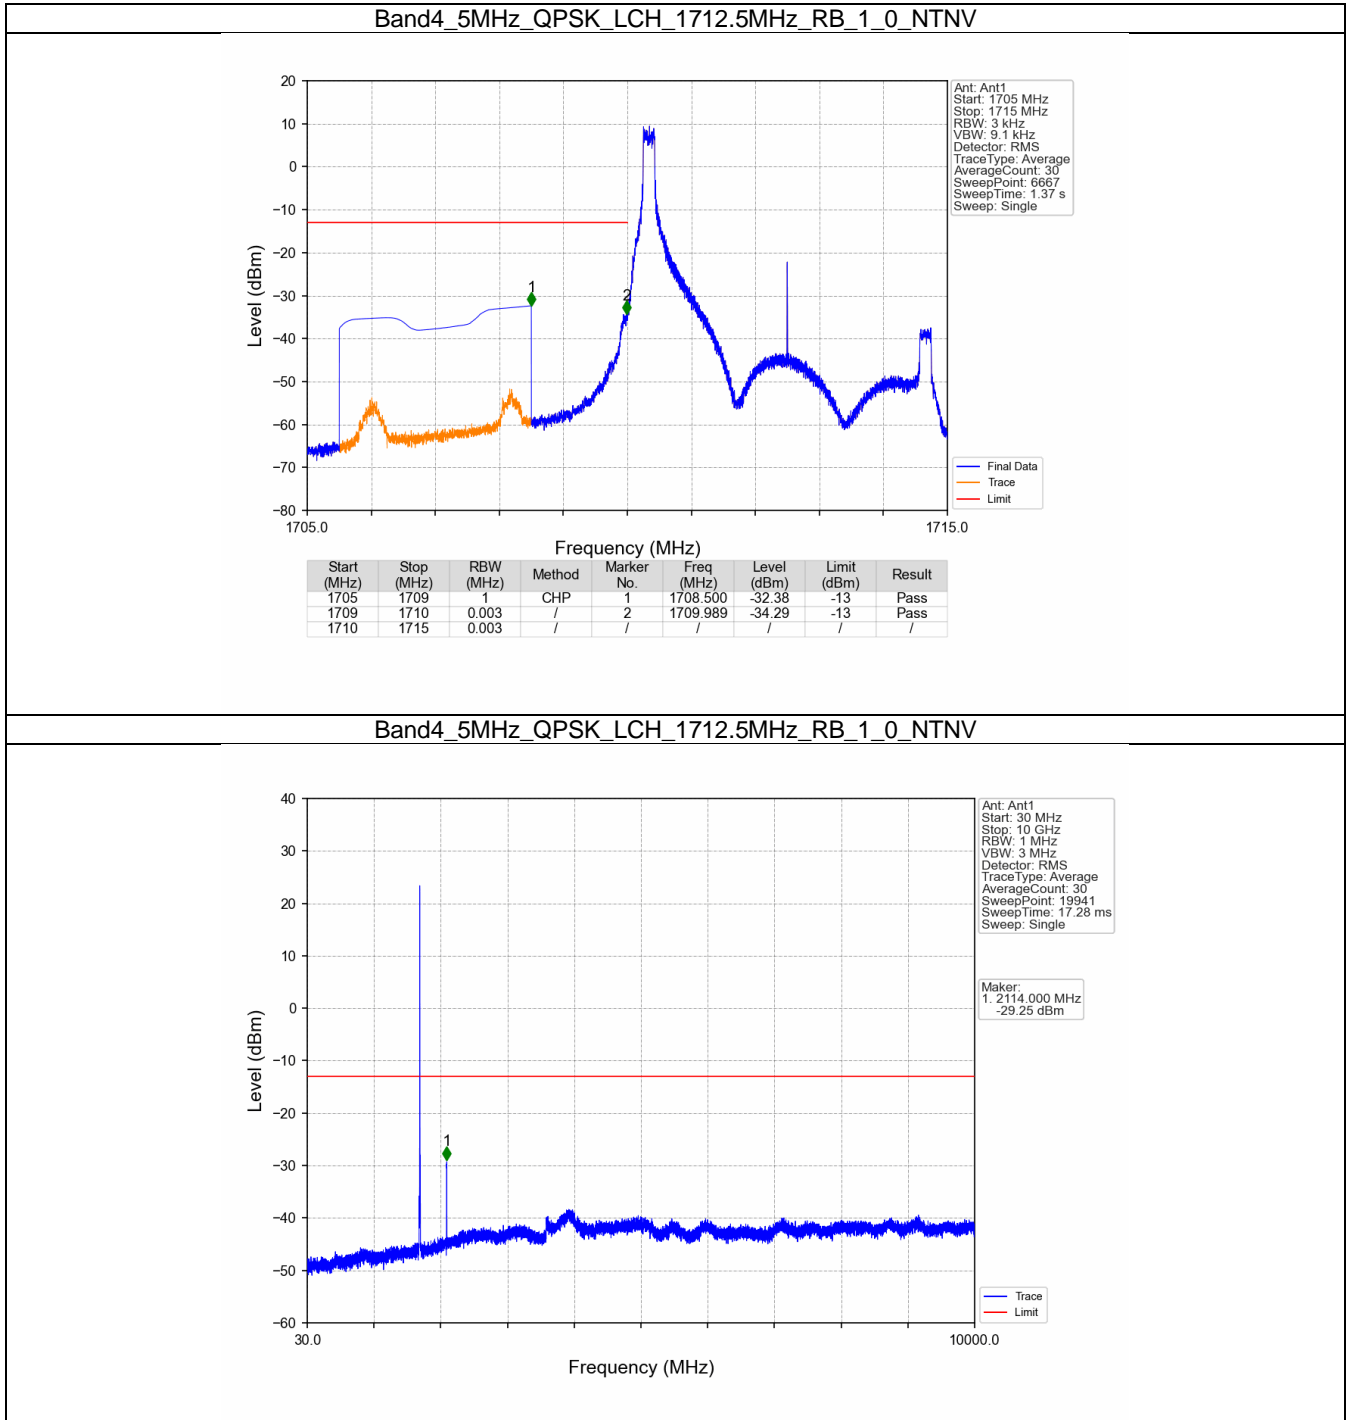 Band4_5MHz_QPSK_LCH_1712.5MHz_RB_1_0_NTNV
20
10
0
−10
−20
−30
−40
−50
−60
−70
−80
Level (dBm)
1
2
1705.0
1715.0
Frequency (MHz)
Ant: Ant1
Start: 1705 MHz
Stop: 1715 MHz
RBW: 3 kHz
VBW: 9.1 kHz
Detector: RMS
TraceType: Average
AverageCount: 30
SweepPoint: 6667
SweepTime: 1.37 s
Sweep: Single
Final Data
Trace
Limit
Start (MHz) Stop (MHz) RBW (MHz) Method Marker No. Freq (MHz) Level (dBm) Limit (dBm) Result
1705 1709 1 CHP 1 1708.500 -32.38 -13 Pass
1709 1710 0.003 / 2 1709.989 -34.29 -13 Pass
1710 1715 0.003 / / / / / /
Band4_5MHz_QPSK_LCH_1712.5MHz_RB_1_0_NTNV
40
30
20
10
0
−10
−20
−30
−40
−50
−60
Level (dBm)
1
30.0
10000.0
Frequency (MHz)
Ant: Ant1
Start: 30 MHz
Stop: 10 GHz
RBW: 1 MHz
VBW: 3 MHz
Detector: RMS
TraceType: Average
AverageCount: 30
SweepPoint: 19941
SweepTime: 17.28 ms
Sweep: Single
Maker:
1. 2114.000 MHz
-29.25 dBm
Trace
Limit